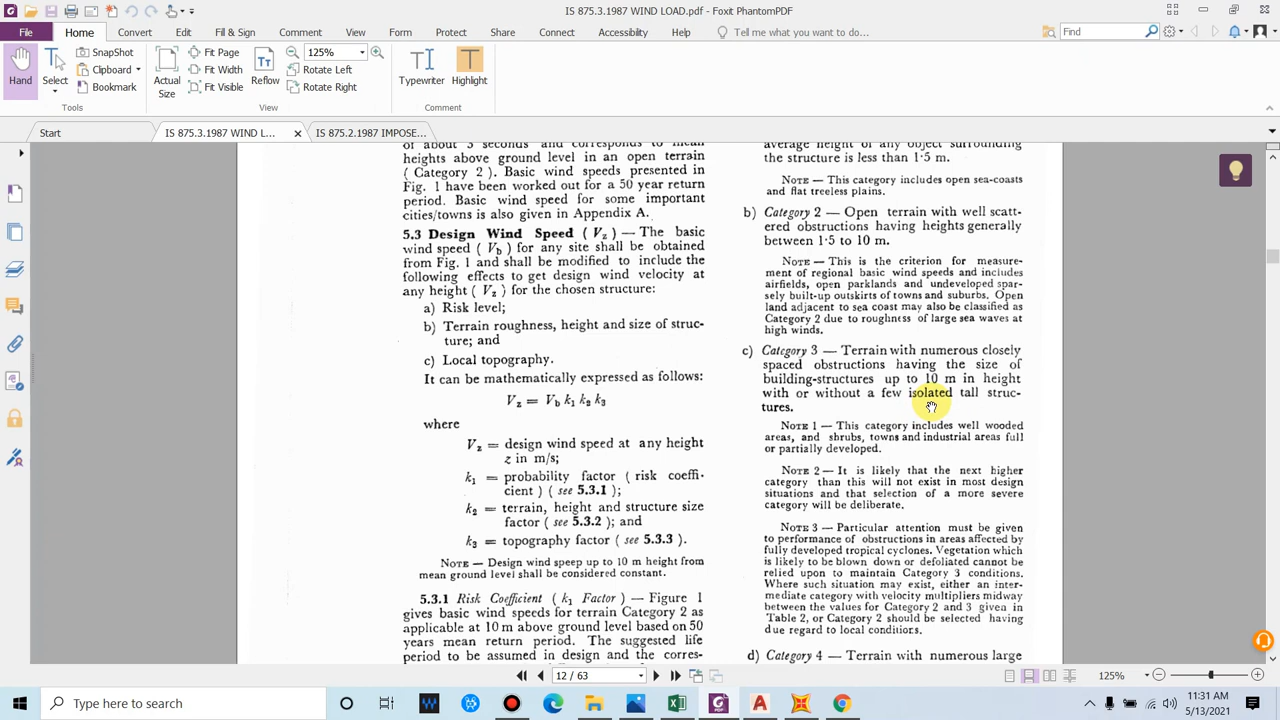 IS 875.3.1987 WIND LOAD.pdf - Foxit PhantomPDF
File Home Convert Edit Fill & Sign Comment View Form Protect Share Connect Accessibility Help Tell me what you want to do... Find
Hand
Select
SnapShot
Clipboard
Bookmark
Tools
Actual Size
Fit Page
Fit Width
Fit Visible
Reflow
125%
Rotate Left
Rotate Right
View
Typewriter
Highlight
Comment
Start IS 875.3.1987 WIND L... IS 875.2.1987 IMPOSE...
of about 3 seconds and corresponds to mean
heights above ground level in an open terrain
( Category 2 ). Basic wind speeds presented in
Fig. 1 have been worked out for a 50 year return
period. Basic wind speed for some important
cities/towns is also given in Appendix A.
5.3 Design Wind Speed ( Vz ) — The basic
wind speed ( Vb ) for any site shall be obtained
from Fig. 1 and shall be modified to include the
following effects to get design wind velocity at
any height ( Vz ) for the chosen structure:
a) Risk level;
b) Terrain roughness, height and size of struc-
ture; and
c) Local topography.
It can be mathematically expressed as follows:
Vz = Vb k1 k2 k3
where
Vz = design wind speed at any height
z in m/s;
k1 = probability factor ( risk coeffi-
cient ) ( see 5.3.1 );
k2 = terrain, height and structure size
factor ( see 5.3.2 ); and
k3 = topography factor ( see 5.3.3 ).
NOTE — Design wind speep up to 10 m height from
mean ground level shall be considered constant.
5.3.1 Risk Coefficient ( k1 Factor ) — Figure 1
gives basic wind speeds for terrain Category 2 as
applicable at 10 m above ground level based on 50
years mean return period. The suggested life
period to be assumed in design and the corres-
average height of any object surrounding
the structure is less than 1·5 m.
NOTE — This category includes open sea-coasts
and flat treeless plains.
b) Category 2 — Open terrain with well scatt-
ered obstructions having heights generally
between 1·5 to 10 m.
NOTE — This is the criterion for measure-
ment of regional basic wind speeds and includes
airfields, open parklands and undeveloped spar-
sely built-up outskirts of towns and suburbs. Open
land adjacent to sea coast may also be classified as
Category 2 due to roughness of large sea waves at
high winds.
c) Category 3 — Terrain with numerous closely
spaced obstructions having the size of
building-structures up to 10 m in height
with or without a few isolated tall struc-
tures.
NOTE 1 — This category includes well wooded
areas, and shrubs, towns and industrial areas full
or partially developed.
NOTE 2 — It is likely that the next higher
category than this will not exist in most design
situations and that selection of a more severe
category will be deliberate.
NOTE 3 — Particular attention must be given
to performance of obstructions in areas affected by
fully developed tropical cyclones. Vegetation which
is likely to be blown down or defoliated cannot be
relied upon to maintain Category 3 conditions.
Where such situation may exist, either an inter-
mediate category with velocity multipliers midway
between the values for Category 2 and 3 given in
Table 2, or Category 2 should be selected having
due regard to local conditions.
d) Category 4 — Terrain with numerous large
12 / 63
125%
Type here to search
11:31 AM
5/13/2021